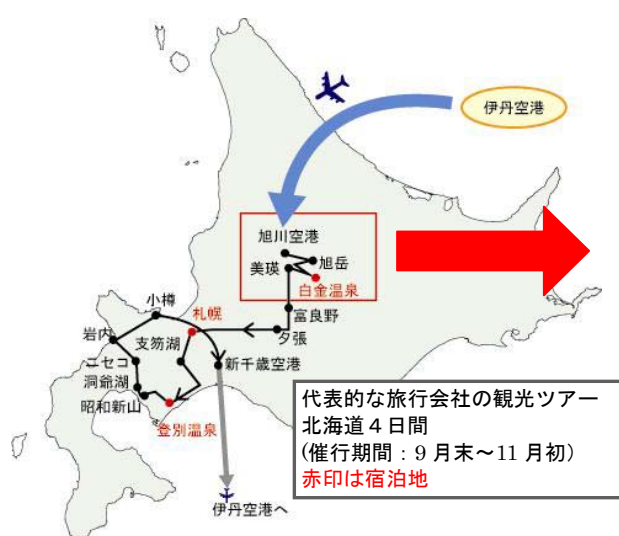 伊丹空港
旭川空港
旭岳
美瑛
白金温泉
小樽
札幌
富良野
岩内
支笏湖
夕張
ニセコ
新千歳空港
洞爺湖
昭和新山
登別温泉
代表的な旅行会社の観光ツアー
北海道４日間
(催行期間：9 月末～11 月初）
赤印は宿泊地
伊丹空港へ